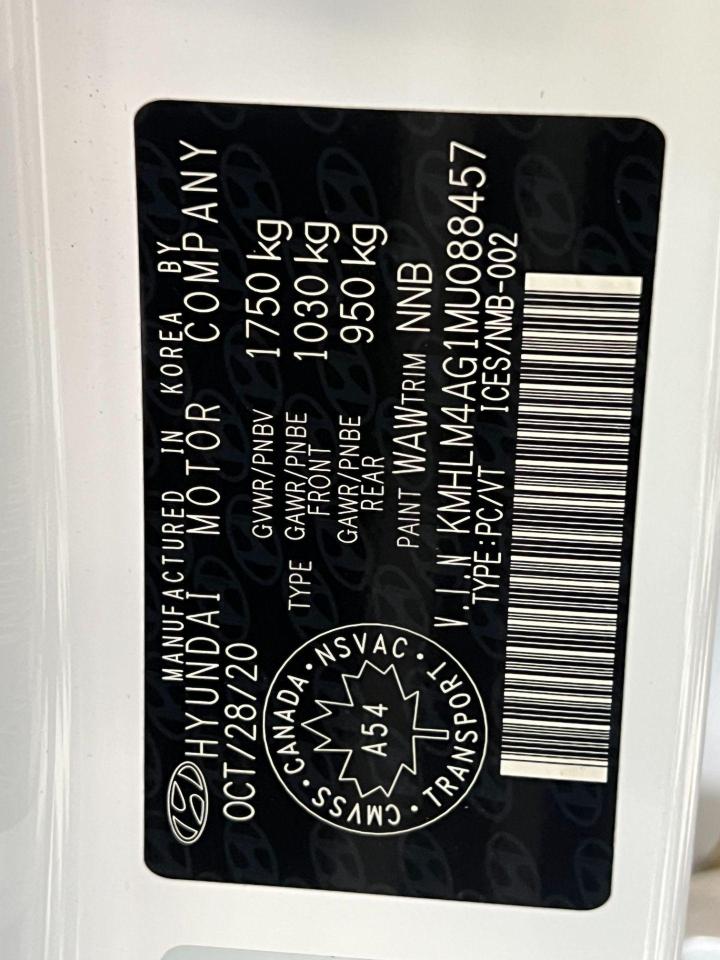 MANUFACTURED IN KOREA BY
HYUNDAI MOTOR COMPANY
OCT/28/20
GVWR/PNBV 1750 kg
TYPE GAWR/PNBE FRONT 1030 kg
GAWR/PNBE REAR 950 kg
PAINT WAW TRIM NNB
V.I.N KMHLM4AG1MU088457
TYPE:PC/VT ICES/NMB-002
CANADA · NSVAC · TRANSPORT · CMVSS ·
A54